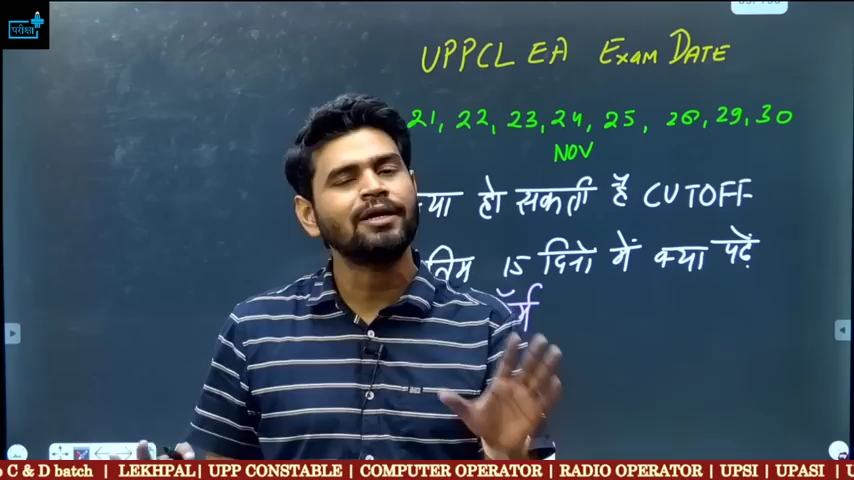 परीक्षा
UPPCL EA Exam DATE
21, 22, 23, 24, 25, 28, 29, 30
NOV
हो सकती है CUTOFF
15 दिनो में क्या पढ़ें
C & D batch | LEKHPAL| UPP CONSTABLE | COMPUTER OPERATOR | RADIO OPERATOR | UPSI | UPASI |